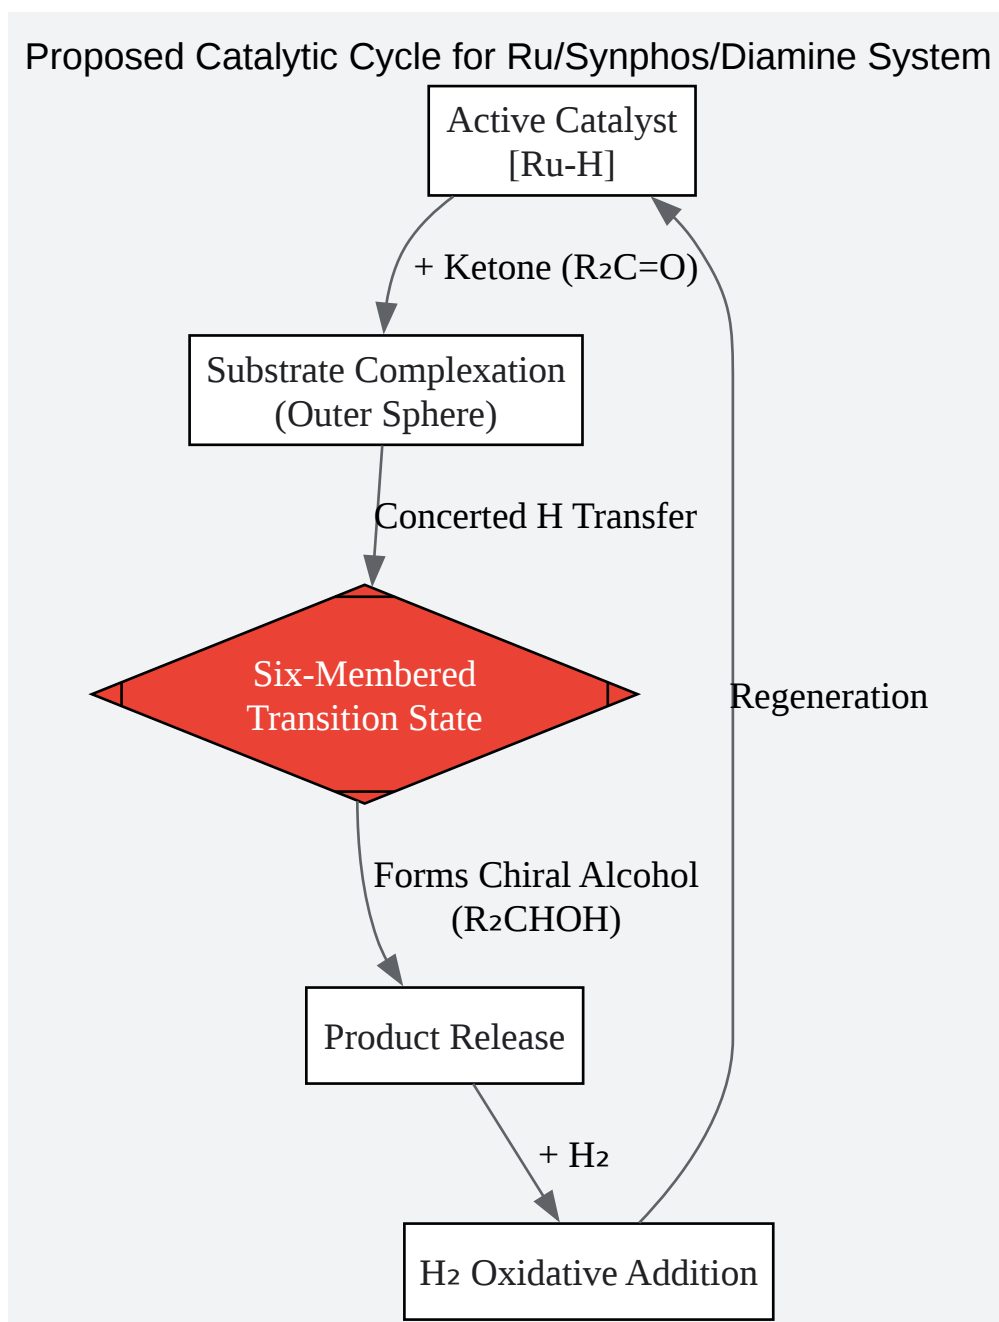 Proposed Catalytic Cycle for Ru/Synphos/Diamine System
Active Catalyst
[Ru-H]
+ Ketone (R₂C=O)
Substrate Complexation
(Outer Sphere)
Concerted H Transfer
Six-Membered
Transition State
Regeneration
Forms Chiral Alcohol
(R₂CHOH)
Product Release
+ H₂
H₂ Oxidative Addition